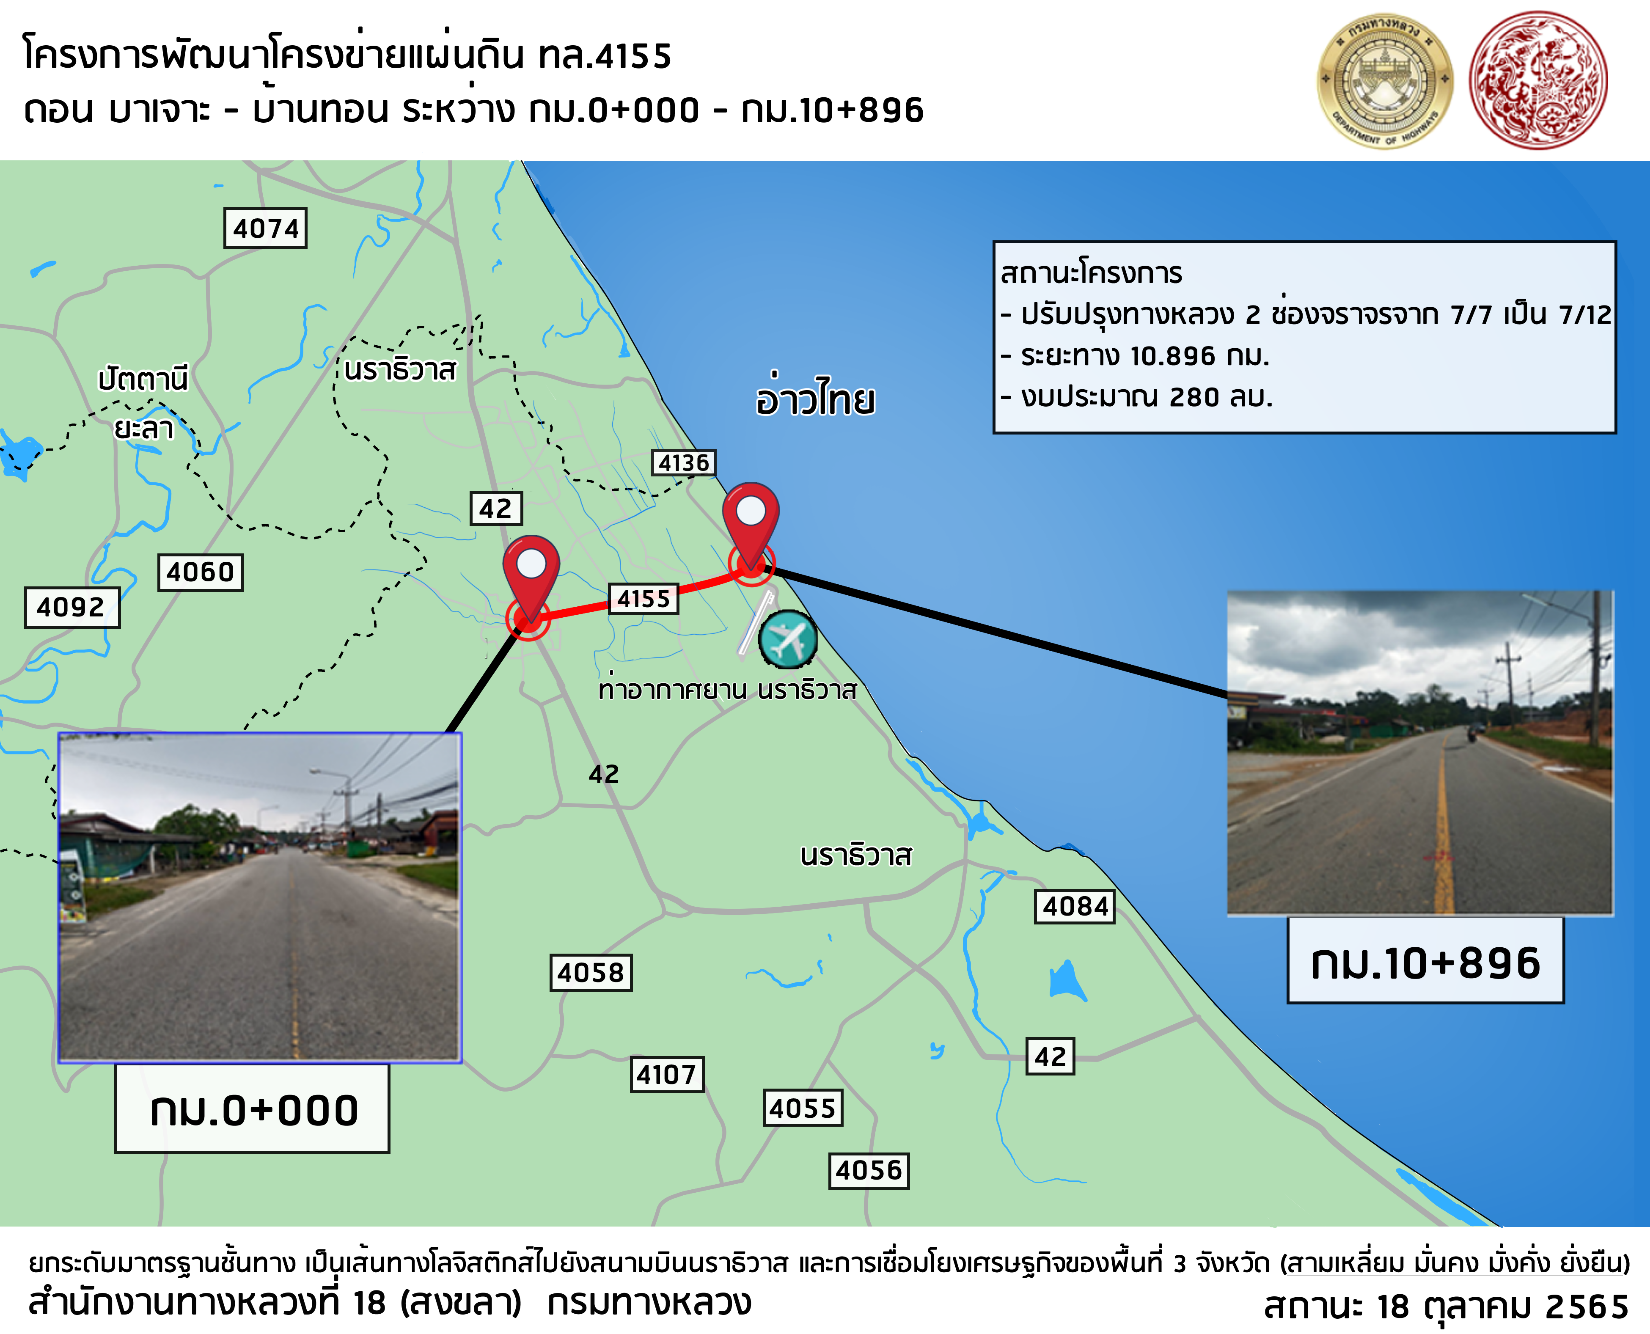 โครงการพัฒนาโครงข่ายแผ่นดิน ทล.4155
ตอน บาเจาะ - บ้านทอน ระหว่าง กม.0+000 - กม.10+896
กรมทางหลวง
DEPARTMENT OF HIGHWAYS
4074
สถานะโครงการ
- ปรับปรุงทางหลวง 2 ช่องจราจรจาก 7/7 เป็น 7/12
- ระยะทาง 10.896 กม.
- งบประมาณ 280 ลบ.
ปัตตานี
ยะลา
นราธิวาส
อ่าวไทย
4136
42
4060
4092
4155
ท่าอากาศยาน นราธิวาส
42
นราธิวาส
4084
กม.10+896
4058
42
4107
กม.0+000
4055
4056
ยกระดับมาตรฐานชั้นทาง เป็นเส้นทางโลจิสติกส์ไปยังสนามบินนราธิวาส และการเชื่อมโยงเศรษฐกิจของพื้นที่ 3 จังหวัด (สามเหลี่ยม มั่นคง มั่งคั่ง ยั่งยืน)
สำนักงานทางหลวงที่ 18 (สงขลา) กรมทางหลวง
สถานะ 18 ตุลาคม 2565